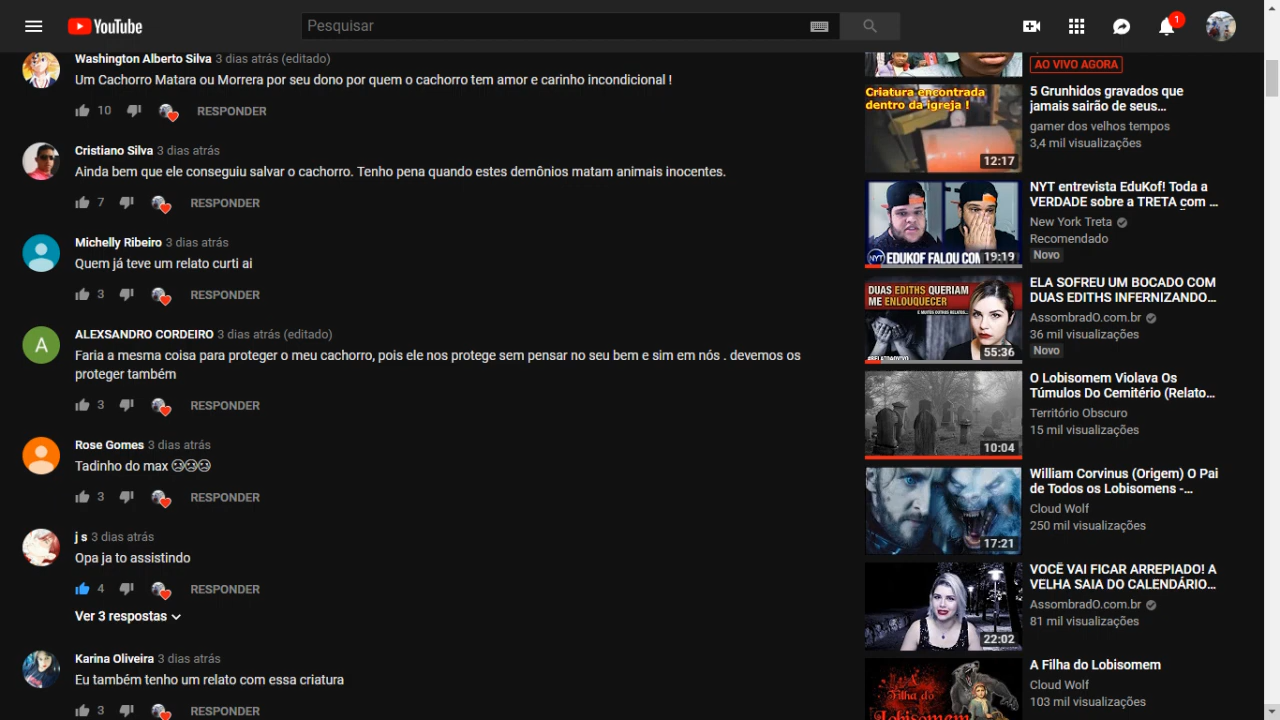 YouTube
Pesquisar
1
Washington Alberto Silva 3 dias atrás (editado)
Um Cachorro Matara ou Morrera por seu dono por quem o cachorro tem amor e carinho incondicional !
10 RESPONDER
Cristiano Silva 3 dias atrás
Ainda bem que ele conseguiu salvar o cachorro. Tenho pena quando estes demônios matam animais inocentes.
7 RESPONDER
Michelly Ribeiro 3 dias atrás
Quem já teve um relato curti ai
3 RESPONDER
A
ALEXSANDRO CORDEIRO 3 dias atrás (editado)
Faria a mesma coisa para proteger o seu cachorro, pois ele nos protege sem pensar no seu bem e sim em nós . devemos os
proteger também
3 RESPONDER
Rose Gomes 3 dias atrás
Tadinho do max 😥😥😥
3 RESPONDER
j s 3 dias atrás
Opa ja to assistindo
4 RESPONDER
Ver 3 respostas
Karina Oliveira 3 dias atrás
Eu também tenho um relato com essa criatura
3 RESPONDER
AO VIVO AGORA
Criatura encontrada
dentro da igreja !
12:17
5 Grunhidos gravados que
jamais sairão de seus...
gamer dos velhos tempos
3,4 mil visualizações
NYT EDUKOF FALOU COM
19:19
NYT entrevista EduKof! Toda a
VERDADE sobre a TRETA com ...
New York Treta
Recomendado
Novo
DUAS EDITHS QUERIAM
ME ENLOUQUECER
E MUITOS OUTROS RELATOS...
55:36
ELA SOFREU UM BOCADO COM
DUAS EDITHS INFERNIZANDO...
AssombradO.com.br
36 mil visualizações
Novo
10:04
O Lobisomem Violava Os
Túmulos Do Cemitério (Relato...
Território Obscuro
15 mil visualizações
17:21
William Corvinus (Origem) O Pai
de Todos os Lobisomens -...
Cloud Wolf
250 mil visualizações
22:02
VOCÊ VAI FICAR ARREPIADO! A
VELHA SAIA DO CALENDÁRIO...
AssombradO.com.br
81 mil visualizações
A
Filha do
Lobisomem
A Filha do Lobisomem
Cloud Wolf
103 mil visualizações